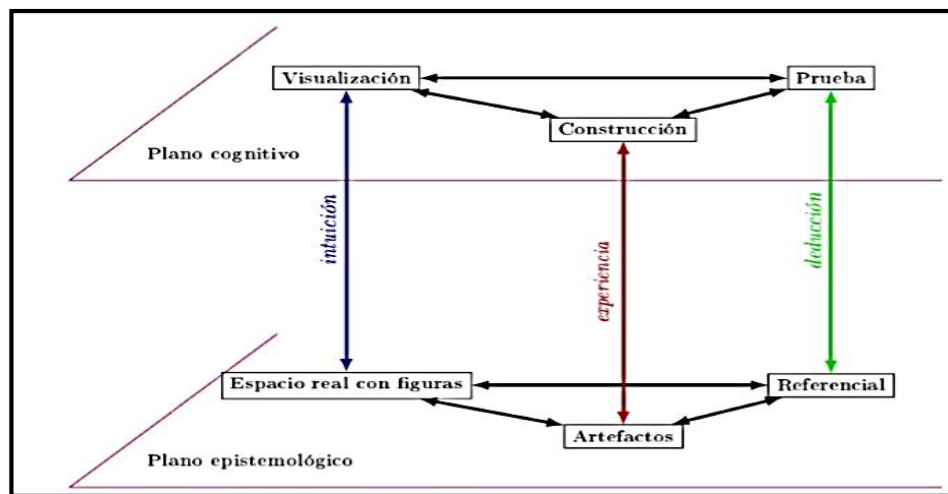 Visualización
Prueba
Construcción
Plano cognitivo
intuición
experiencia
deducción
Espacio real con figuras
Referencial
Artefactos
Plano epistemológico